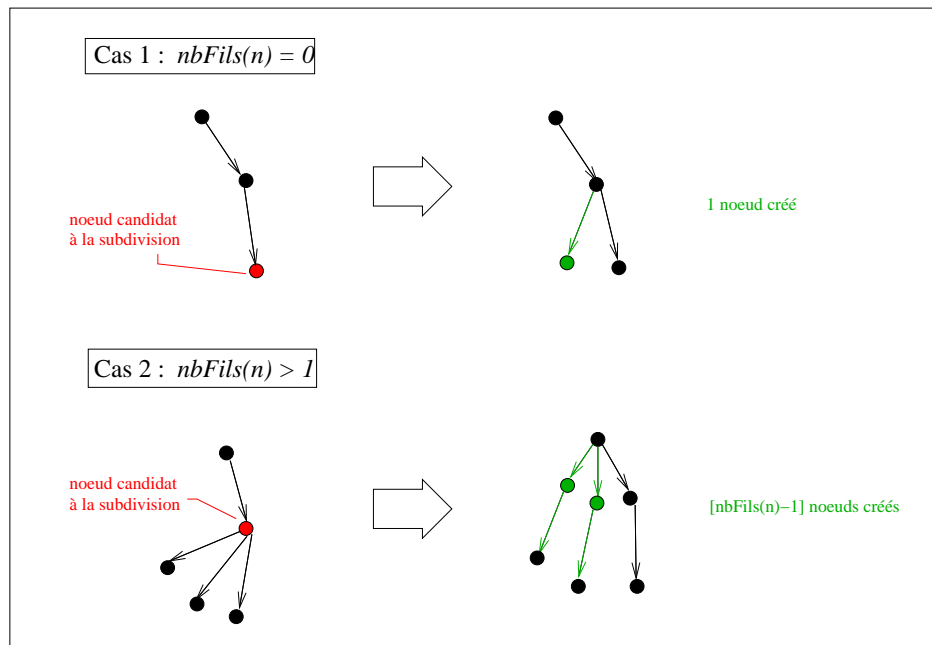 Cas 1 : nbFils(n) = 0
noeud candidat
à la subdivision
1 noeud créé
Cas 2 : nbFils(n) > 1
noeud candidat
à la subdivision
[nbFils(n)−1] noeuds créés